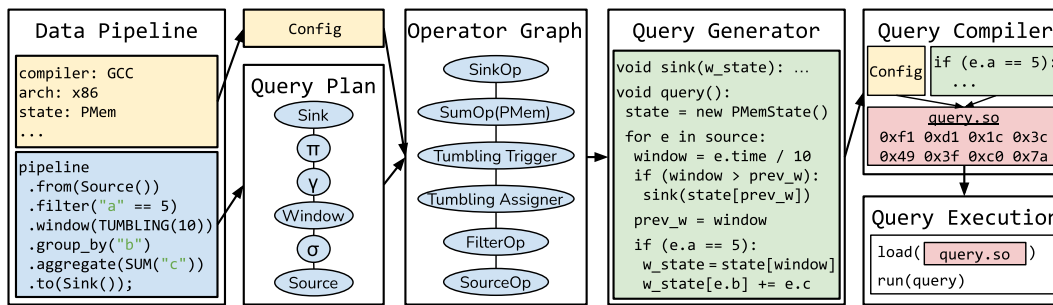 Data Pipeline
compiler: GCC
arch: x86
state: PMem
...
pipeline
.from(Source())
.filter("a" == 5)
.window(TUMBLING(10))
.group_by("b")
.aggregate(SUM("c"))
.to(Sink());
Config
Query Plan
Sink
π
γ
Window
σ
Source
Operator Graph
SinkOp
SumOp(PMem)
Tumbling Trigger
Tumbling Assigner
FilterOp
SourceOp
Query Generator
void sink(w_state): ...
void query():
state = new PMemState()
for e in source:
window = e.time / 10
if (window > prev_w):
sink(state[prev_w])
prev_w = window
if (e.a == 5):
w_state = state[window]
w_state[e.b] += e.c
Query Compiler
Config
if (e.a == 5):
...
query.so
0xf1 0xd1 0x1c 0x3c
0x49 0x3f 0xc0 0x7a
Query Execution
load( query.so )
run(query)